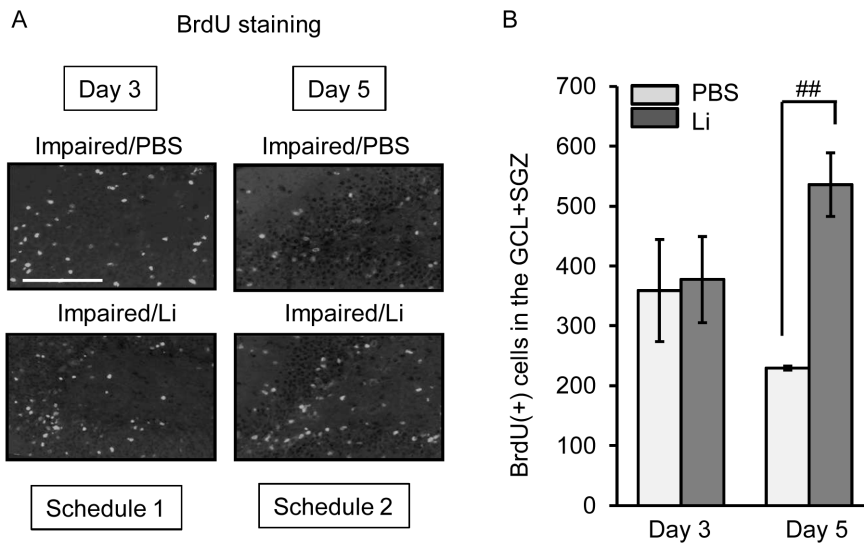 A
BrdU staining
Day 3
Day 5
Impaired/PBS
Impaired/PBS
Impaired/Li
Impaired/Li
Schedule 1
Schedule 2
B
BrdU(+) cells in the GCL+SGZ
700
600
500
400
300
200
100
0
PBS
Li
##
Day 3
Day 5